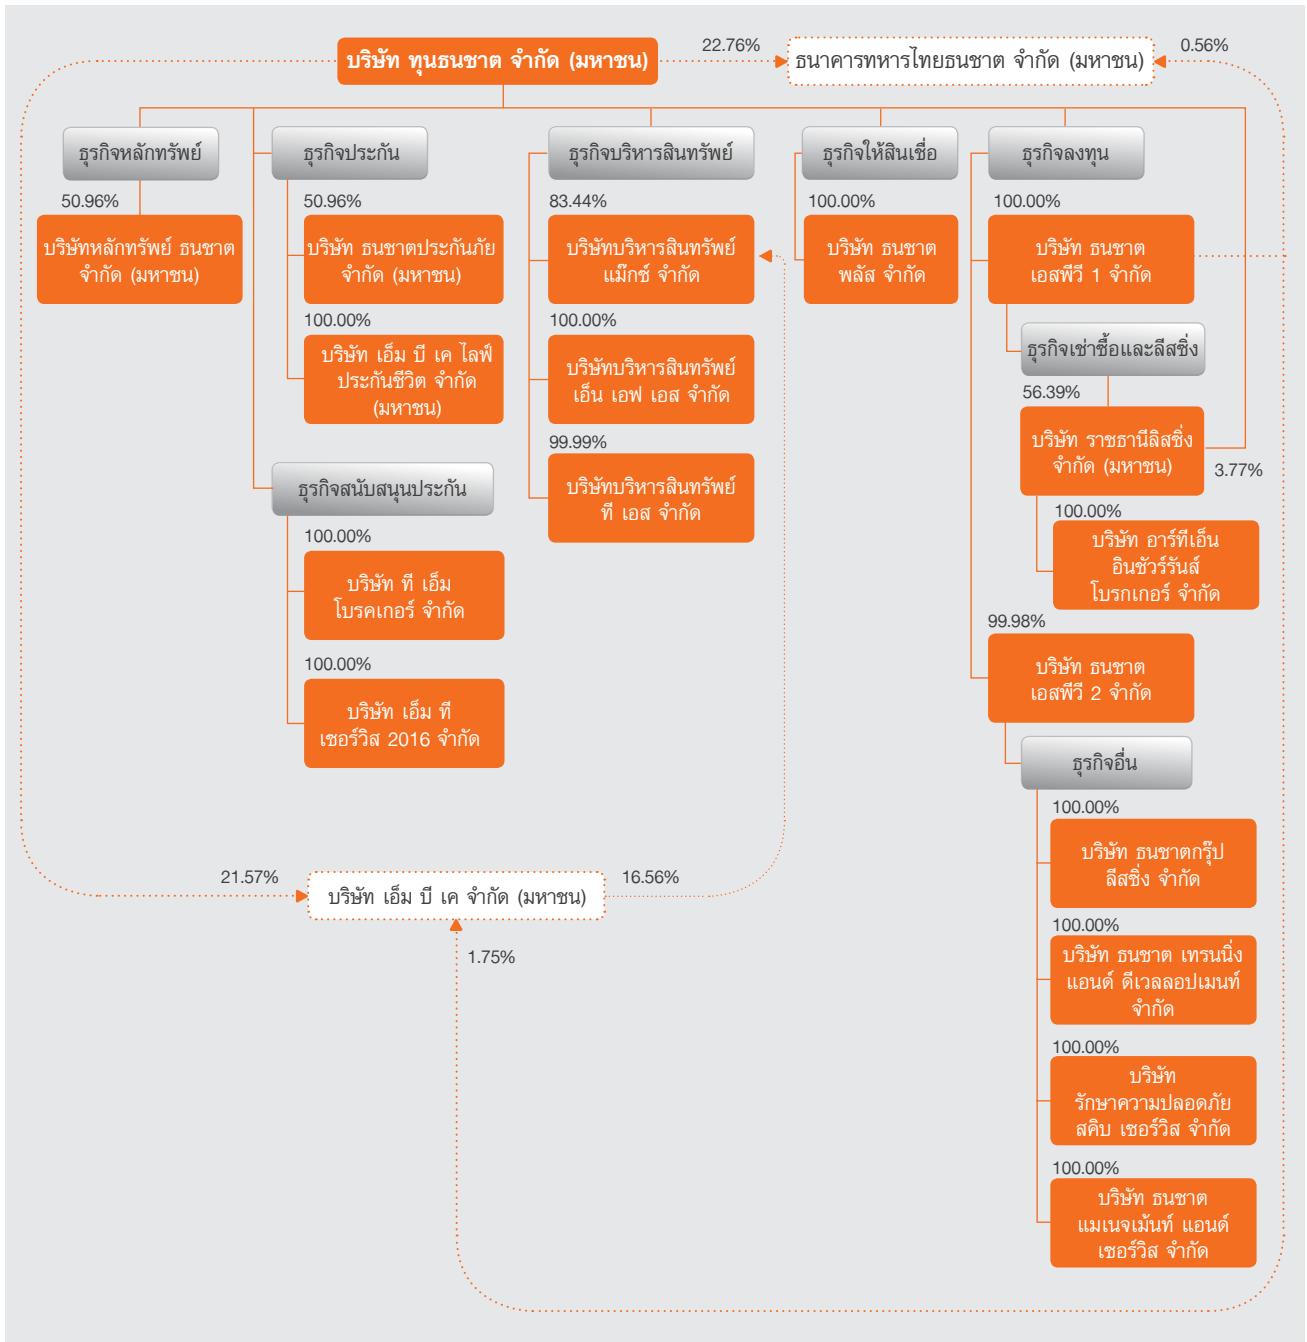 บริษัท ทุนธนชาต จำกัด (มหาชน)
22.76%
ธนาคารทหารไทยธนชาต จำกัด (มหาชน)
0.56%
ธุรกิจหลักทรัพย์
50.96%
บริษัทหลักทรัพย์ ธนชาต
จำกัด (มหาชน)
ธุรกิจประกัน
50.96%
บริษัท ธนชาตประกันภัย
จำกัด (มหาชน)
100.00%
บริษัท เอ็ม บี เค ไลฟ์
ประกันชีวิต จำกัด
(มหาชน)
ธุรกิจสนับสนุนประกัน
100.00%
บริษัท ที เอ็ม
โบรคเกอร์ จำกัด
100.00%
บริษัท เอ็ม ที
เซอร์วิส 2016 จำกัด
ธุรกิจบริหารสินทรัพย์
83.44%
บริษัทบริหารสินทรัพย์
แม๊กซ์ จำกัด
100.00%
บริษัทบริหารสินทรัพย์
เอ็น เอฟ เอส จำกัด
99.99%
บริษัทบริหารสินทรัพย์
ที เอส จำกัด
ธุรกิจให้สินเชื่อ
100.00%
บริษัท ธนชาต
พลัส จำกัด
ธุรกิจลงทุน
100.00%
บริษัท ธนชาต
เอสพีวี 1 จำกัด
ธุรกิจเช่าซื้อและลีสซิ่ง
56.39%
บริษัท ราชธานีลิสซิ่ง
จำกัด (มหาชน)
3.77%
100.00%
บริษัท อาร์ทีเอ็น
อินชัวร์รันส์
โบรกเกอร์ จำกัด
99.98%
บริษัท ธนชาต
เอสพีวี 2 จำกัด
ธุรกิจอื่น
100.00%
บริษัท ธนชาตกรุ๊ป
ลีสซิ่ง จำกัด
100.00%
บริษัท ธนชาต เทรนนิ่ง
แอนด์ ดีเวลลอปเมนท์
จำกัด
100.00%
บริษัท
รักษาความปลอดภัย
สคิบ เซอร์วิส จำกัด
100.00%
บริษัท ธนชาต
แมเนจเม้นท์ แอนด์
เซอร์วิส จำกัด
21.57%
บริษัท เอ็ม บี เค จำกัด (มหาชน)
16.56%
1.75%